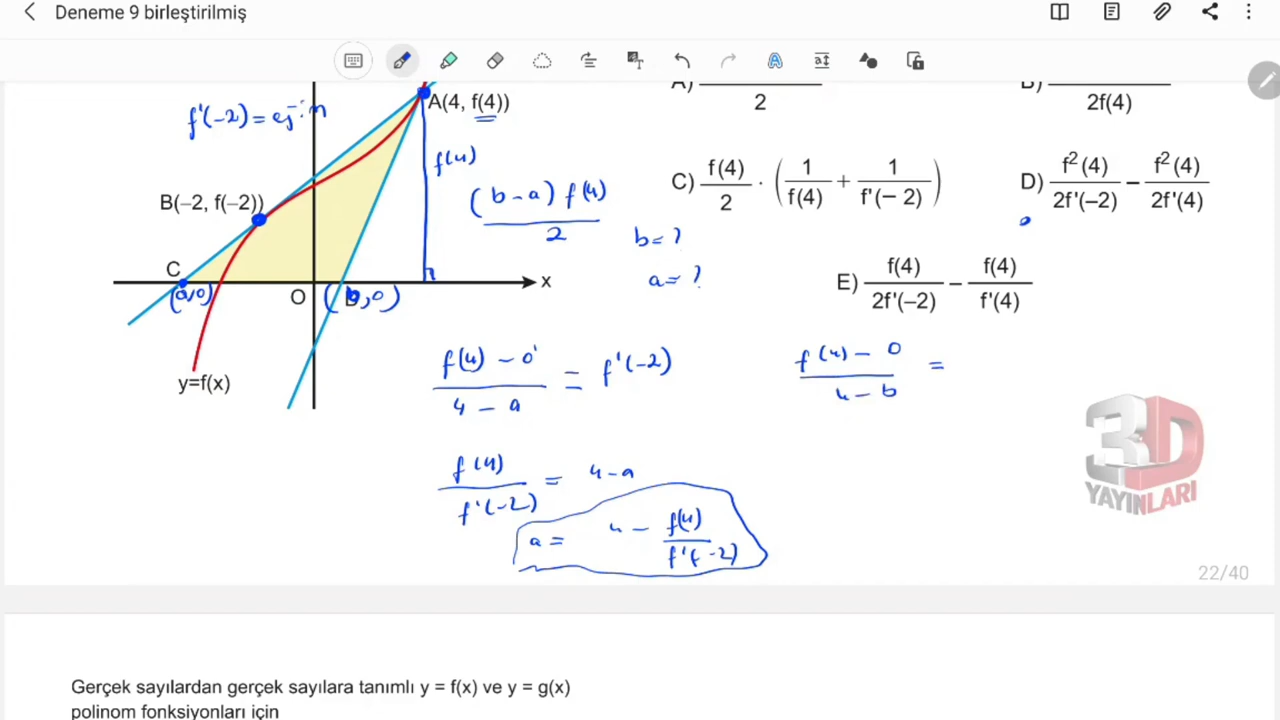 Deneme 9 birleştirilmiş
f'(-2) = eğim
A(4, f(4))
f(4)
B(–2, f(–2))
(b-a) f(4)
2
b = ?
a = ?
C
(a,0)
O
(b,0)
x
y=f(x)
A)
2
2f(4)
C) f(4)/2 · (1/f(4) + 1/f'(– 2))
D) f²(4)/2f'(–2) – f²(4)/2f'(4)
E) f(4)/2f'(–2) – f(4)/f'(4)
f(4) - 0 / 4 - a = f'(-2)
f(4) - 0 / 4 - b =
f(4) / f'(-2) = 4-a
a = 4 - f(4) / f'(-2)
3D
YAYINLARI
22/40
Gerçek sayılardan gerçek sayılara tanımlı y = f(x) ve y = g(x)
polinom fonksiyonları için